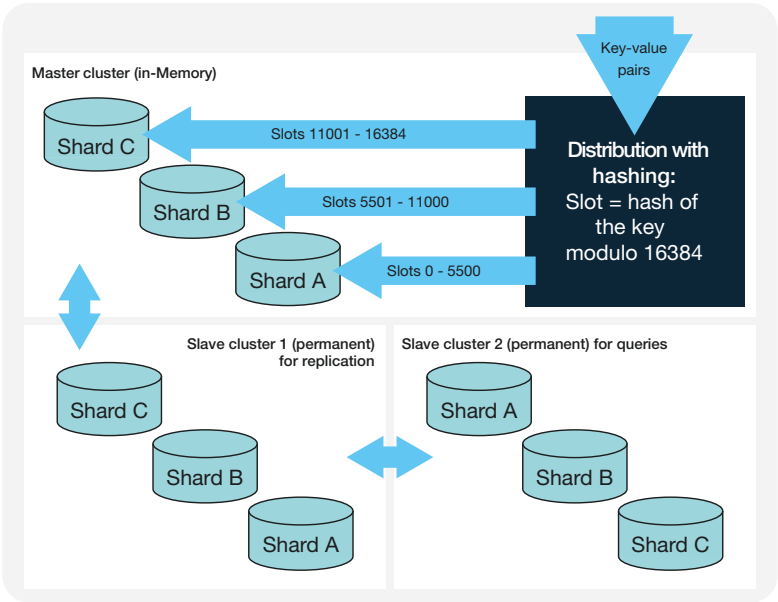 Key-value
pairs
Master cluster (in-Memory)
Shard C
Slots 11001 - 16384
Distribution with
hashing:
Slot = hash of
the key
modulo 16384
Shard B
Slots 5501 - 11000
Shard A
Slots 0 - 5500
Slave cluster 1 (permanent)
for replication
Shard C
Shard B
Shard A
Slave cluster 2 (permanent) for queries
Shard A
Shard B
Shard C